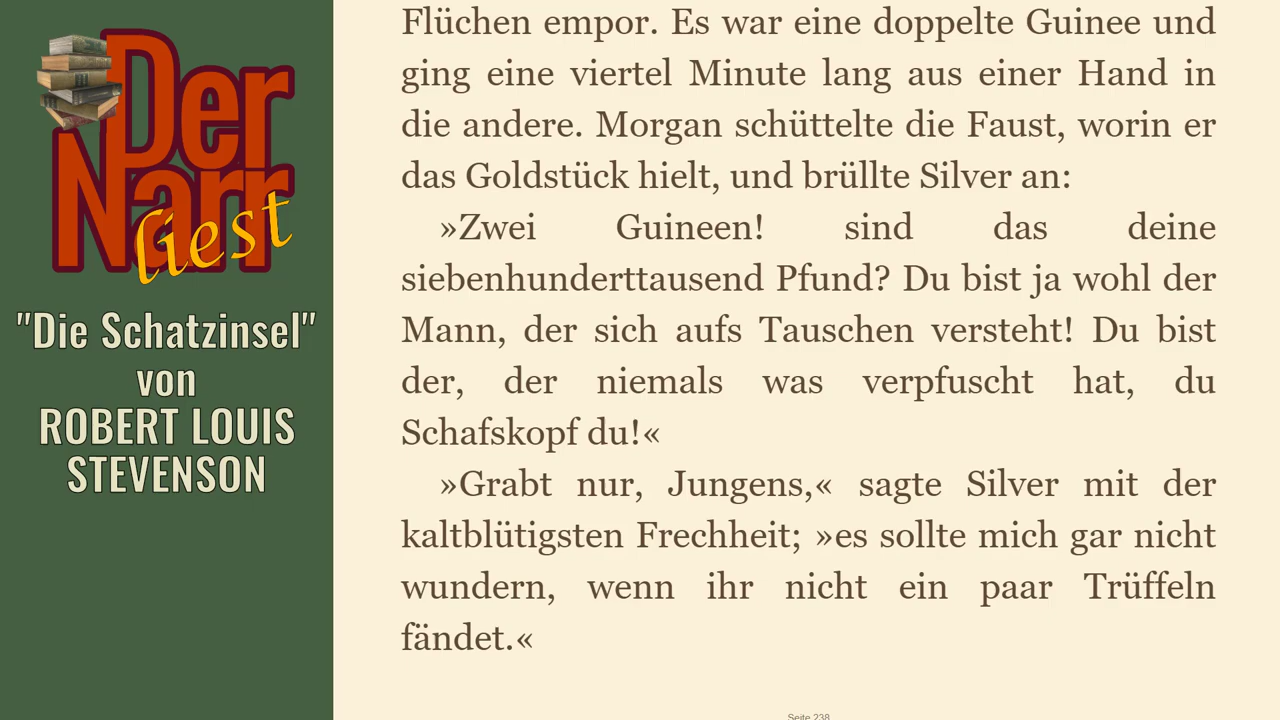 Der
Narr
liest
"Die Schatzinsel"
von
ROBERT LOUIS
STEVENSON
Flüchen empor. Es war eine doppelte Guinee und
ging eine viertel Minute lang aus einer Hand in
die andere. Morgan schüttelte die Faust, worin er
das Goldstück hielt, und brüllte Silver an:
»Zwei Guineen! sind das deine
siebenhunderttausend Pfund? Du bist ja wohl der
Mann, der sich aufs Tauschen versteht! Du bist
der, der niemals was verpfuscht hat, du
Schafskopf du!«
»Grabt nur, Jungens,« sagte Silver mit der
kaltblütigsten Frechheit; »es sollte mich gar nicht
wundern, wenn ihr nicht ein paar Trüffeln
fändet.«
Seite 238